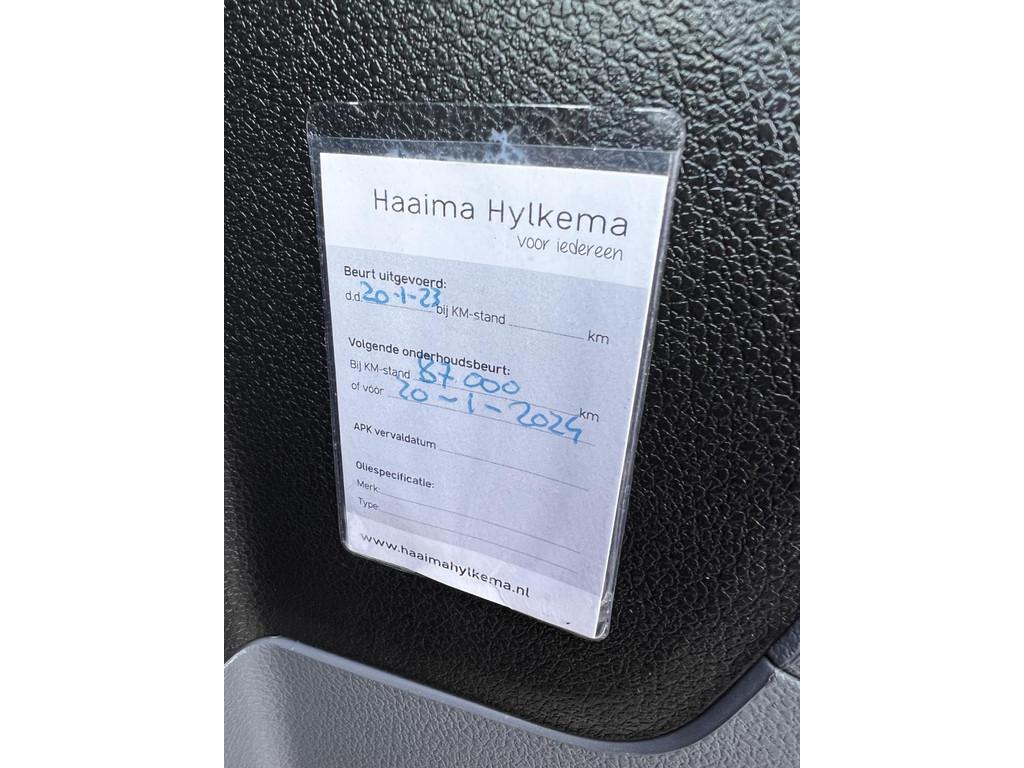 Haaima Hylkema
voor iedereen
Beurt uitgevoerd:
d.d. 20-1-23 bij KM-stand km
Volgende onderhoudsbeurt:
Bij KM-stand 87 000 km
of vóór 20-1-2024
APK vervaldatum
Oliespecificatie:
Merk:
Type:
www.haaimahylkema.nl